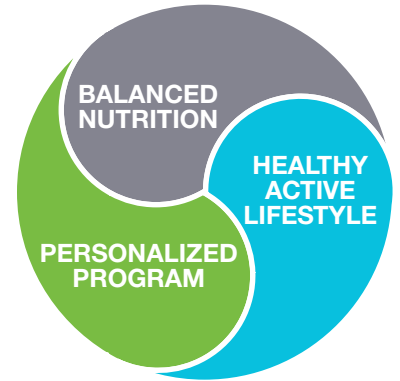 BALANCED
NUTRITION
HEALTHY
ACTIVE
LIFESTYLE
PERSONALIZED
PROGRAM